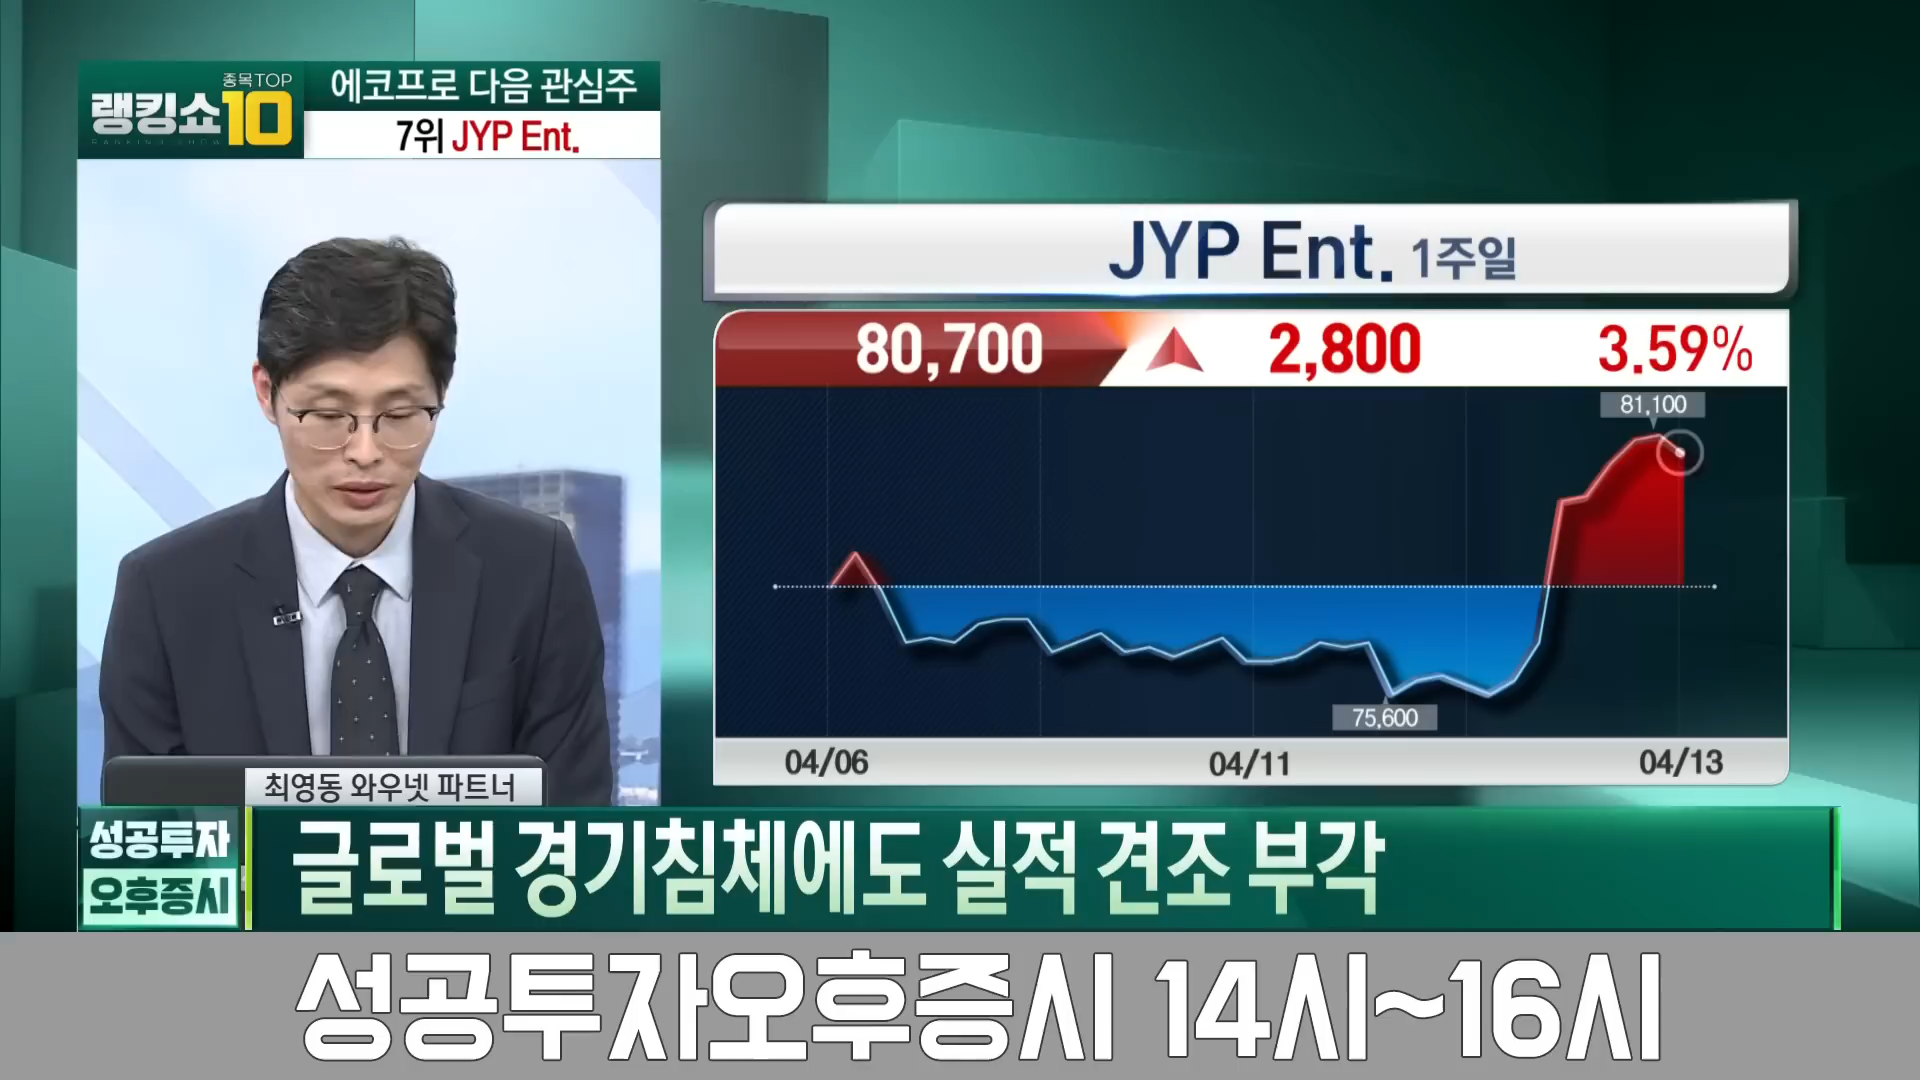 종목TOP
랭킹쇼10
RANKING SHOW
에코프로 다음 관심주
7위 JYP Ent.
JYP Ent. 1주일
80,700 2,800 3.59%
81,100
75,600
04/06 04/11 04/13
최영동 와우넷 파트너
성공투자
오후증시
글로벌 경기침체에도 실적 견조 부각
성공투자오후증시 14시~16시